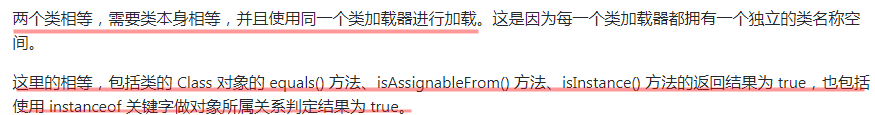 两个类相等，需要类本身相等，并且使用同一个类加载器进行加载。这是因为每一个类加载器都拥有一个独立的类名称空
间。
这里的相等，包括类的 Class 对象的 equals() 方法、isAssignableFrom() 方法、isInstance() 方法的返回结果为 true，也包括
使用 instanceof 关键字做对象所属关系判定结果为 true。